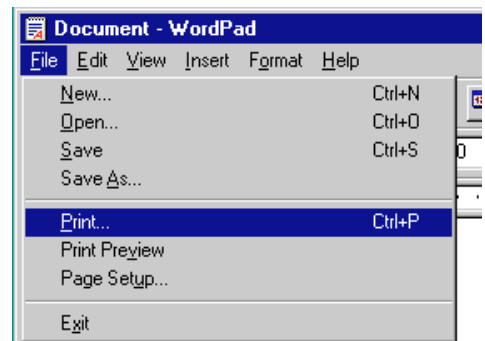 Document - WordPad
File Edit View Insert Format Help
New... Ctrl+N
Open... Ctrl+O
Save Ctrl+S
Save As...
Print... Ctrl+P
Print Preview
Page Setup...
Exit